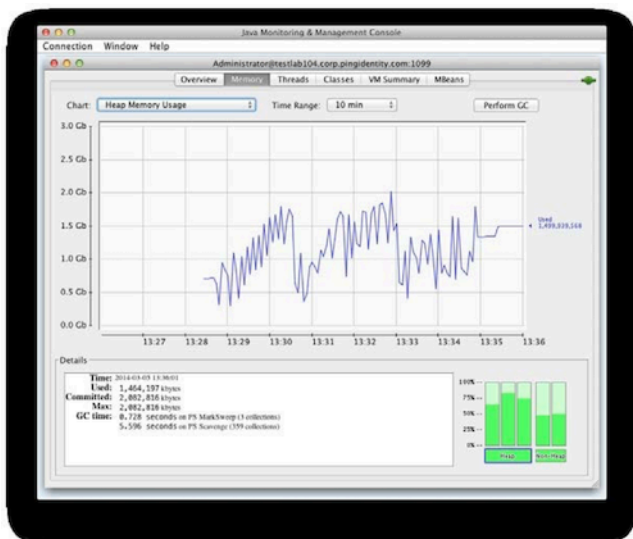 Java Monitoring & Management Console
Connection Window Help
Administrator@testlab104.corp.pingidentity.com:1099
Overview Memory Threads Classes VM Summary MBeans
Chart: Heap Memory Usage Time Range: 10 min Perform GC
3.0 Gb
2.5 Gb
2.0 Gb
1.5 Gb
1.0 Gb
0.5 Gb
0.0 Gb
Used
1,499,939,568
13:27 13:28 13:29 13:30 13:31 13:32 13:33 13:34 13:35 13:36
Details
Time: 2014-03-05 13:36:01
Used: 1,464,197 kbytes
Committed: 2,082,816 kbytes
Max: 2,082,816 kbytes
GC time: 0.728 seconds on PS MarkSweep (3 collections)
5.596 seconds on PS Scavenge (359 collections)
100% --
75% --
50% --
25% --
0% --
Heap Non-Heap